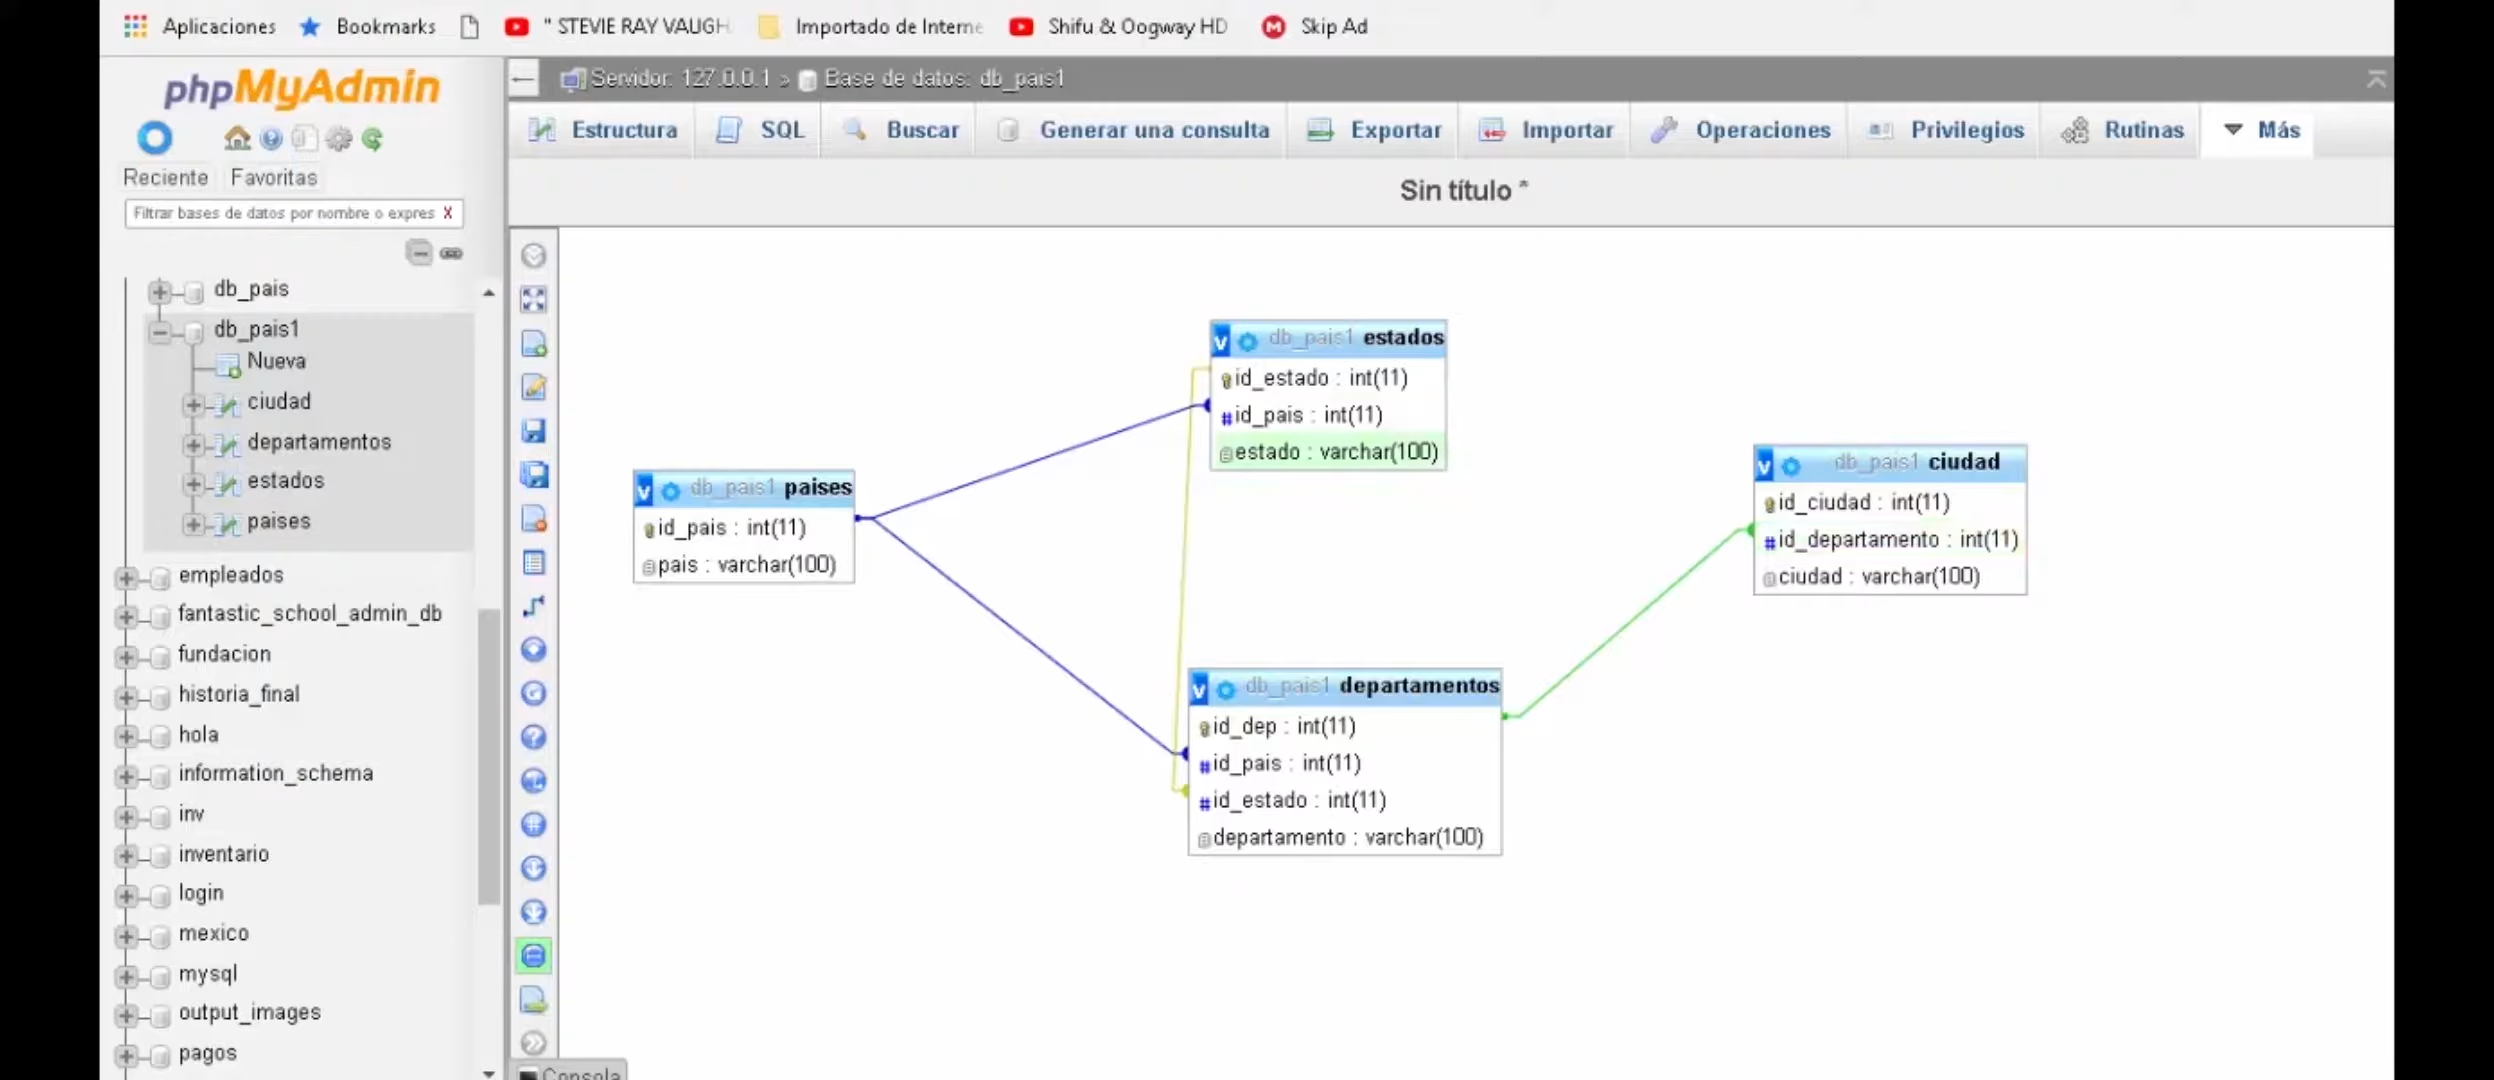 Aplicaciones Bookmarks " STEVIE RAY VAUGH Importado de Interne Shifu & Oogway HD Skip Ad
phpMyAdmin
Servidor: 127.0.0.1 » Base de datos: db_pais1
Estructura SQL Buscar Generar una consulta Exportar Importar Operaciones Privilegios Rutinas Más
Reciente Favoritas
Sin título *
Filtrar bases de datos por nombre o expres X
db_pais
db_pais1
Nueva
ciudad
departamentos
estados
paises
empleados
fantastic_school_admin_db
fundacion
historia_final
hola
information_schema
inv
inventario
login
mexico
mysql
output_images
pagos
v db_pais1 paises
id_pais : int(11)
pais : varchar(100)
v db_pais1 estados
id_estado : int(11)
#id_pais : int(11)
estado : varchar(100)
v db_pais1 departamentos
id_dep : int(11)
#id_pais : int(11)
#id_estado : int(11)
departamento : varchar(100)
v db_pais1 ciudad
id_ciudad : int(11)
#id_departamento : int(11)
ciudad : varchar(100)
Consola